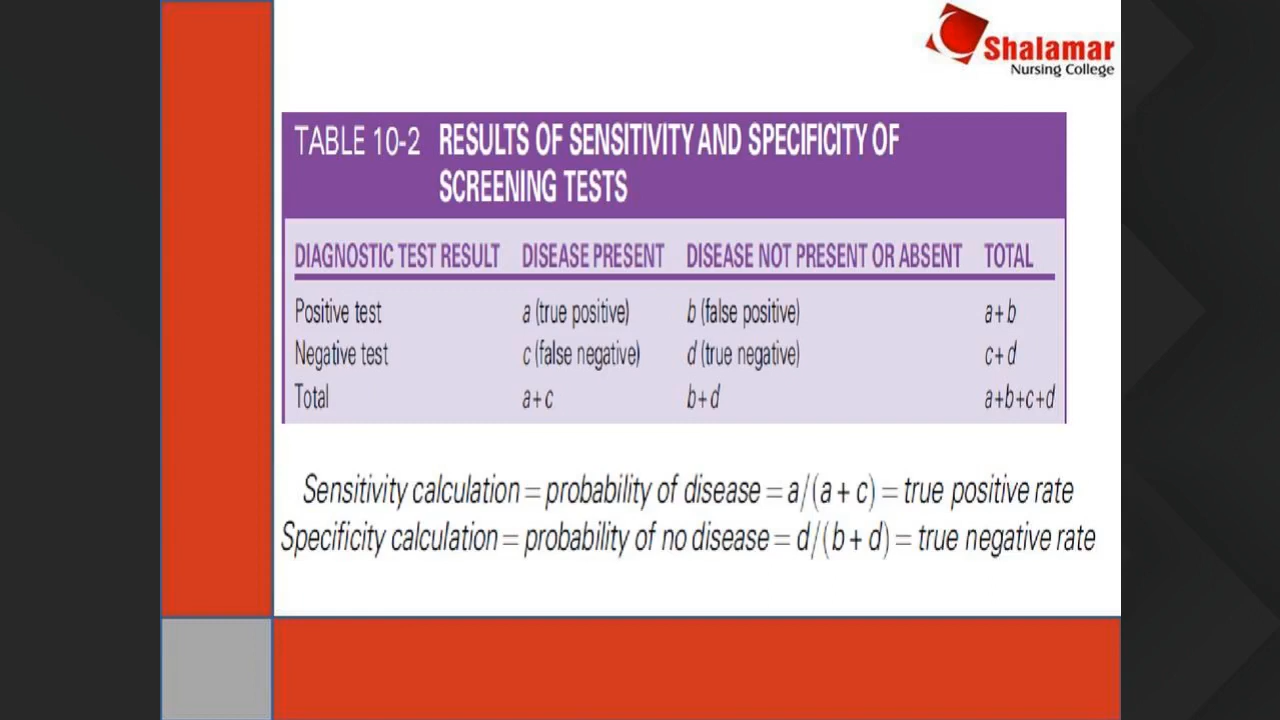 Shalamar
Nursing College
TABLE 10-2 RESULTS OF SENSITIVITY AND SPECIFICITY OF
SCREENING TESTS
DIAGNOSTIC TEST RESULT DISEASE PRESENT DISEASE NOT PRESENT OR ABSENT TOTAL
Positive test a (true positive) b (false positive) a+b
Negative test c (false negative) d (true negative) c+d
Total a+c b+d a+b+c+d
Sensitivity calculation = probability of disease = a/(a + c) = true positive rate
Specificity calculation = probability of no disease = d/(b + d) = true negative rate